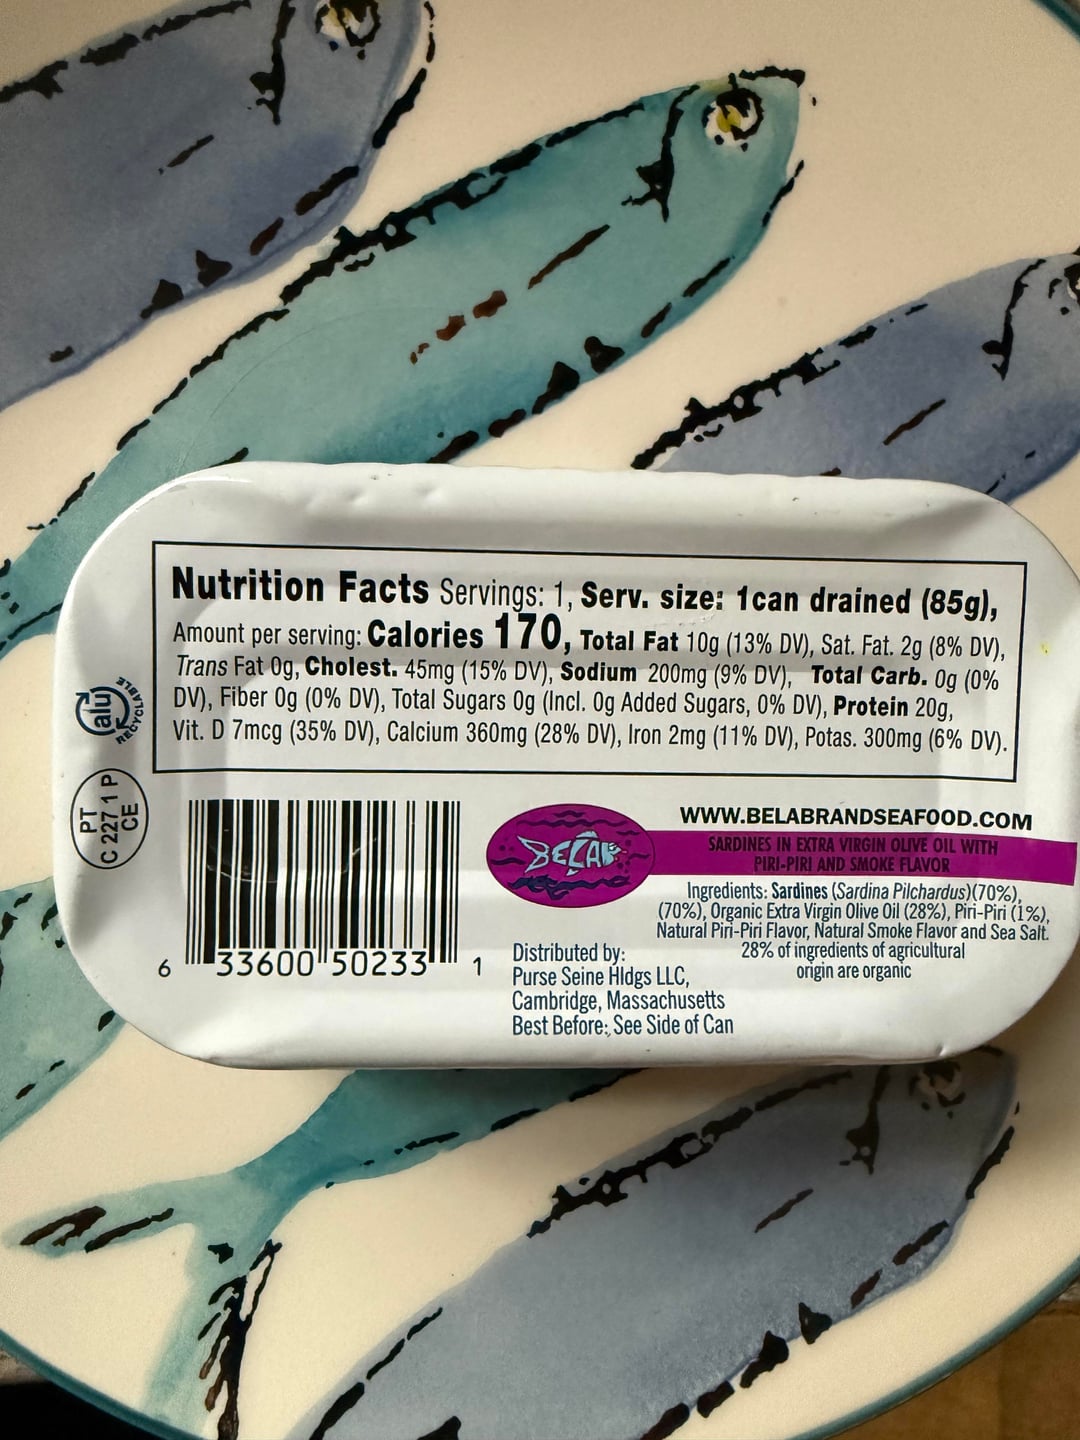 Nutrition Facts Servings: 1, Serv. size: 1can drained (85g),
Amount per serving: Calories 170, Total Fat 10g (13% DV), Sat. Fat. 2g (8% DV),
Trans Fat 0g, Cholest. 45mg (15% DV), Sodium 200mg (9% DV), Total Carb. 0g (0%
DV), Fiber 0g (0% DV), Total Sugars 0g (Incl. 0g Added Sugars, 0% DV), Protein 20g,
Vit. D 7mcg (35% DV), Calcium 360mg (28% DV), Iron 2mg (11% DV), Potas. 300mg (6% DV).
alu
RECYCLABLE
PT
C 227 1 P
CE
6 33600 50233 1
BELA
WWW.BELABRANDSEAFOOD.COM
SARDINES IN EXTRA VIRGIN OLIVE OIL WITH
PIRI-PIRI AND SMOKE FLAVOR
Ingredients: Sardines (Sardina Pilchardus)(70%),
(70%), Organic Extra Virgin Olive Oil (28%), Piri-Piri (1%),
Natural Piri-Piri Flavor, Natural Smoke Flavor and Sea Salt.
28% of ingredients of agricultural
origin are organic
Distributed by:
Purse Seine Hldgs LLC,
Cambridge, Massachusetts
Best Before:, See Side of Can